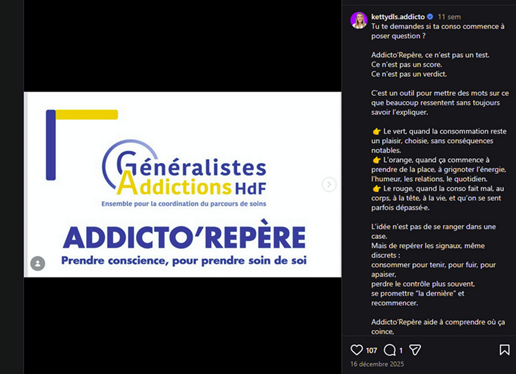 Généralistes
Addictions HdF
Ensemble pour la coordination du parcours de soins
ADDICTO'REPÈRE
Prendre conscience, pour prendre soin de soi
kettydls.addicto 11 sem
Tu te demandes si ta conso commence à
poser question ?
Addicto'Repère, ce n'est pas un test.
Ce n'est pas un score.
Ce n'est pas un verdict.
C'est un outil pour mettre des mots sur ce
que beaucoup ressentent sans toujours
savoir l'expliquer.
👉 Le vert, quand la consommation reste
un plaisir, choisie, sans conséquences
notables.
👉 L'orange, quand ça commence à
prendre de la place, à grignoter l'énergie,
l'humeur, les relations, le quotidien.
👉 Le rouge, quand la conso fait mal, au
corps, à la tête, à la vie, et qu'on se sent
parfois dépassé·e.
L'idée n'est pas de se ranger dans une
case.
Mais de repérer les signaux, même
discrets :
consommer pour tenir, pour fuir, pour
apaiser,
perdre le contrôle plus souvent,
se promettre "la dernière" et
recommencer.
Addicto'Repère aide à comprendre où ça
coince,
107 1
16 décembre 2025